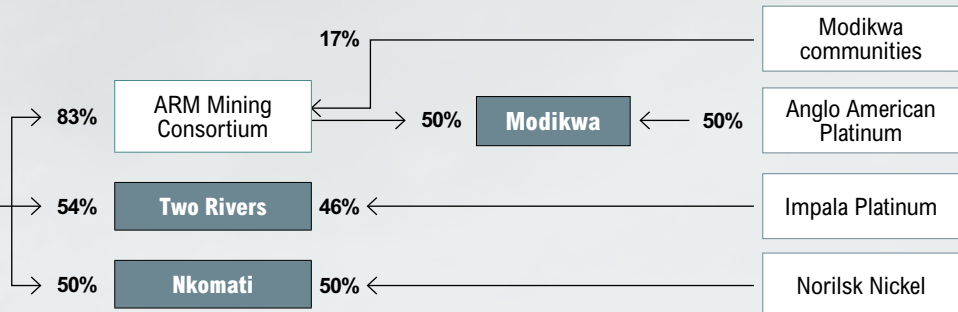 17%
Modikwa
communities
83%
ARM Mining
Consortium
50%
Modikwa
50%
Anglo American
Platinum
54%
Two Rivers
46%
Impala Platinum
50%
Nkomati
50%
Norilsk Nickel